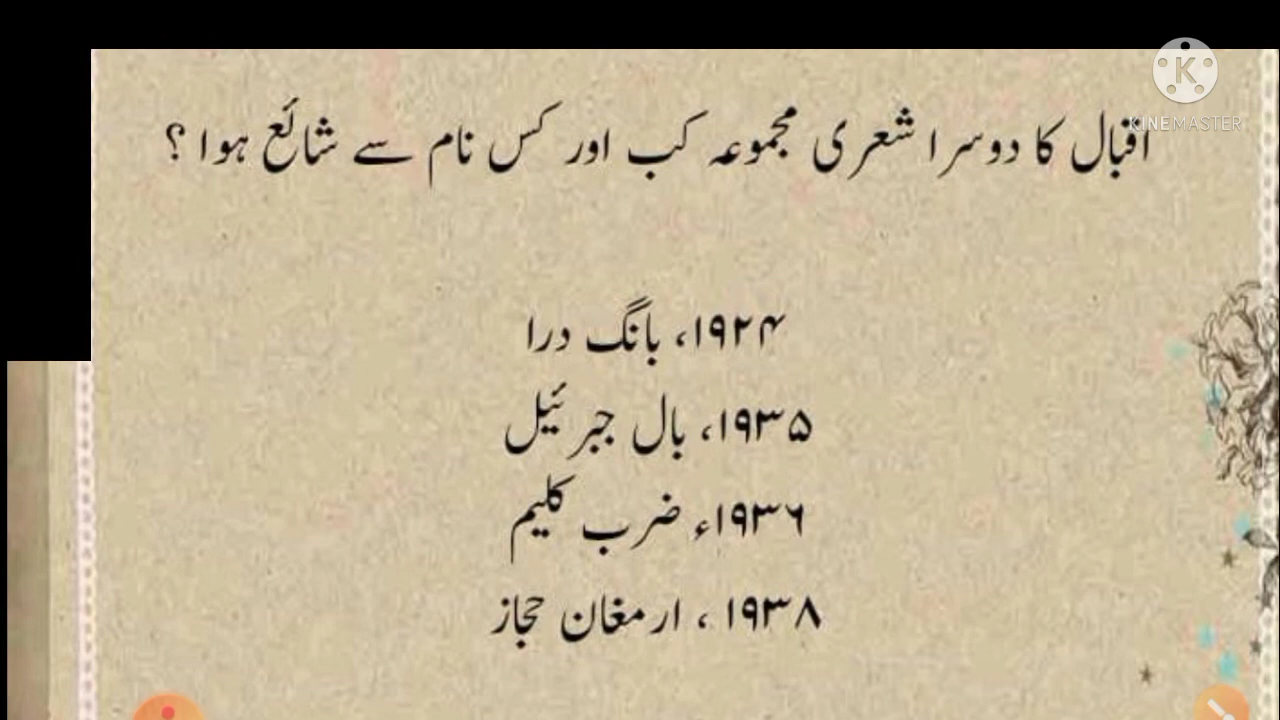 KINEMASTER
اقبال کا دوسرا شعری مجموعہ کب اور کس نام سے شائع ہوا ؟
۱۹۲۴، بانگ درا
۱۹۳۵، بال جبرئیل
۱۹۳۶ء ضرب کلیم
۱۹۳۸ ، ارمغان حجاز